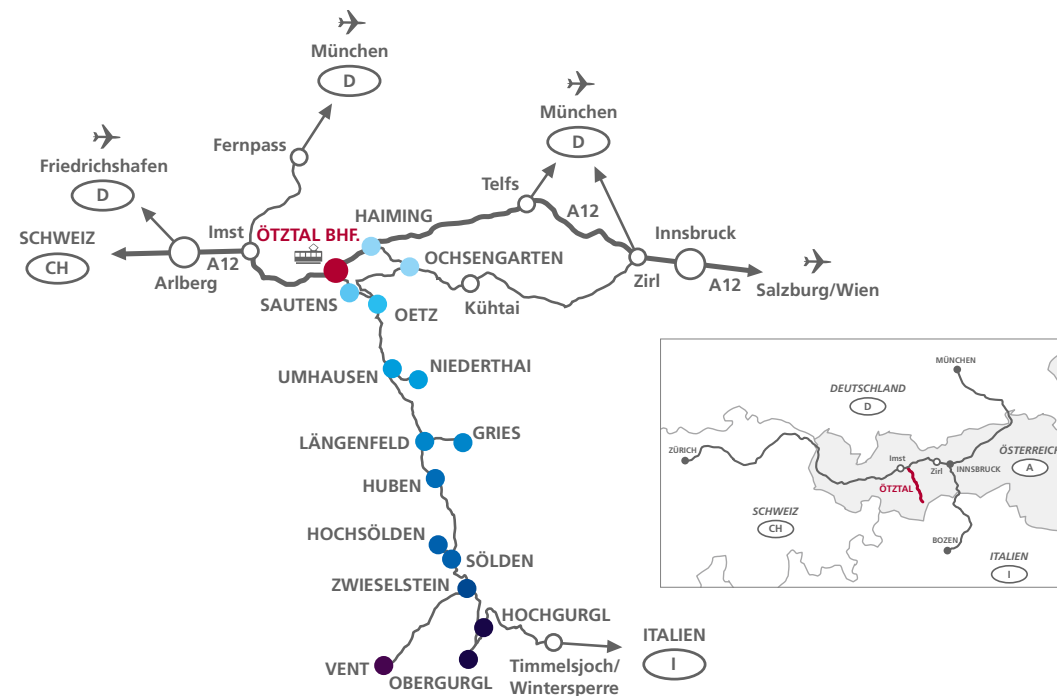 München
D
München
D
Fernpass
Friedrichshafen
D
Telfs
HAIMING
A12
Imst
ÖTZTAL BHF.
Innsbruck
SCHWEIZ
CH
A12
Arlberg
OCHSENGARTEN
Zirl
A12
Salzburg/Wien
SAUTENS
OETZ
Kühtai
UMHAUSEN
NIEDERTHAI
LÄNGENFELD
GRIES
HUBEN
HOCHSÖLDEN
SÖLDEN
ZWIESELSTEIN
HOCHGURGL
VENT
OBERGURGL
Timmelsjoch/
Wintersperre
ITALIEN
I
MÜNCHEN
DEUTSCHLAND
D
ZÜRICH
Imst
Zirl
INNSBRUCK
ÖSTERREICH
A
ÖTZTAL
SCHWEIZ
CH
BOZEN
ITALIEN
I